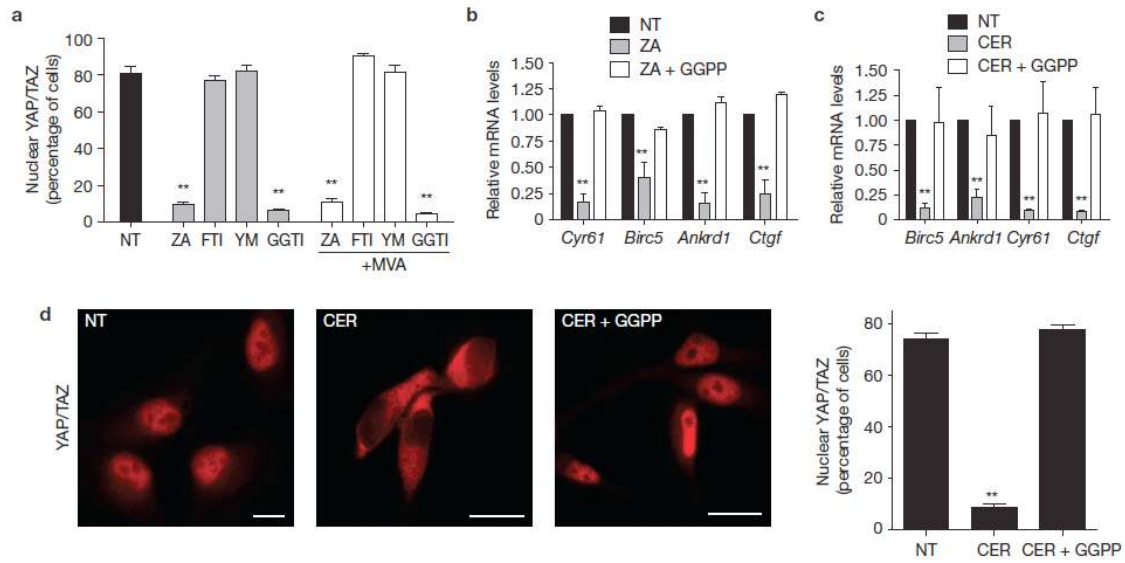 a
Nuclear YAP/TAZ
(percentage of cells)
100
80
60
40
20
0
** ** ** **
NT ZA FTI YM GGTI ZA FTI YM GGTI
+MVA
b
NT
ZA
ZA + GGPP
Relative mRNA levels
1.50
1.25
1.00
0.75
0.50
0.25
0
** ** ** **
Cyr61 Birc5 Ankrd1 Ctgf
c
NT
CER
CER + GGPP
Relative mRNA levels
1.50
1.25
1.00
0.75
0.50
0.25
0
** ** ** **
Birc5 Ankrd1 Cyr61 Ctgf
d
YAP/TAZ
NT
CER
CER + GGPP
Nuclear YAP/TAZ
(percentage of cells)
80
60
40
20
0
**
NT CER CER + GGPP